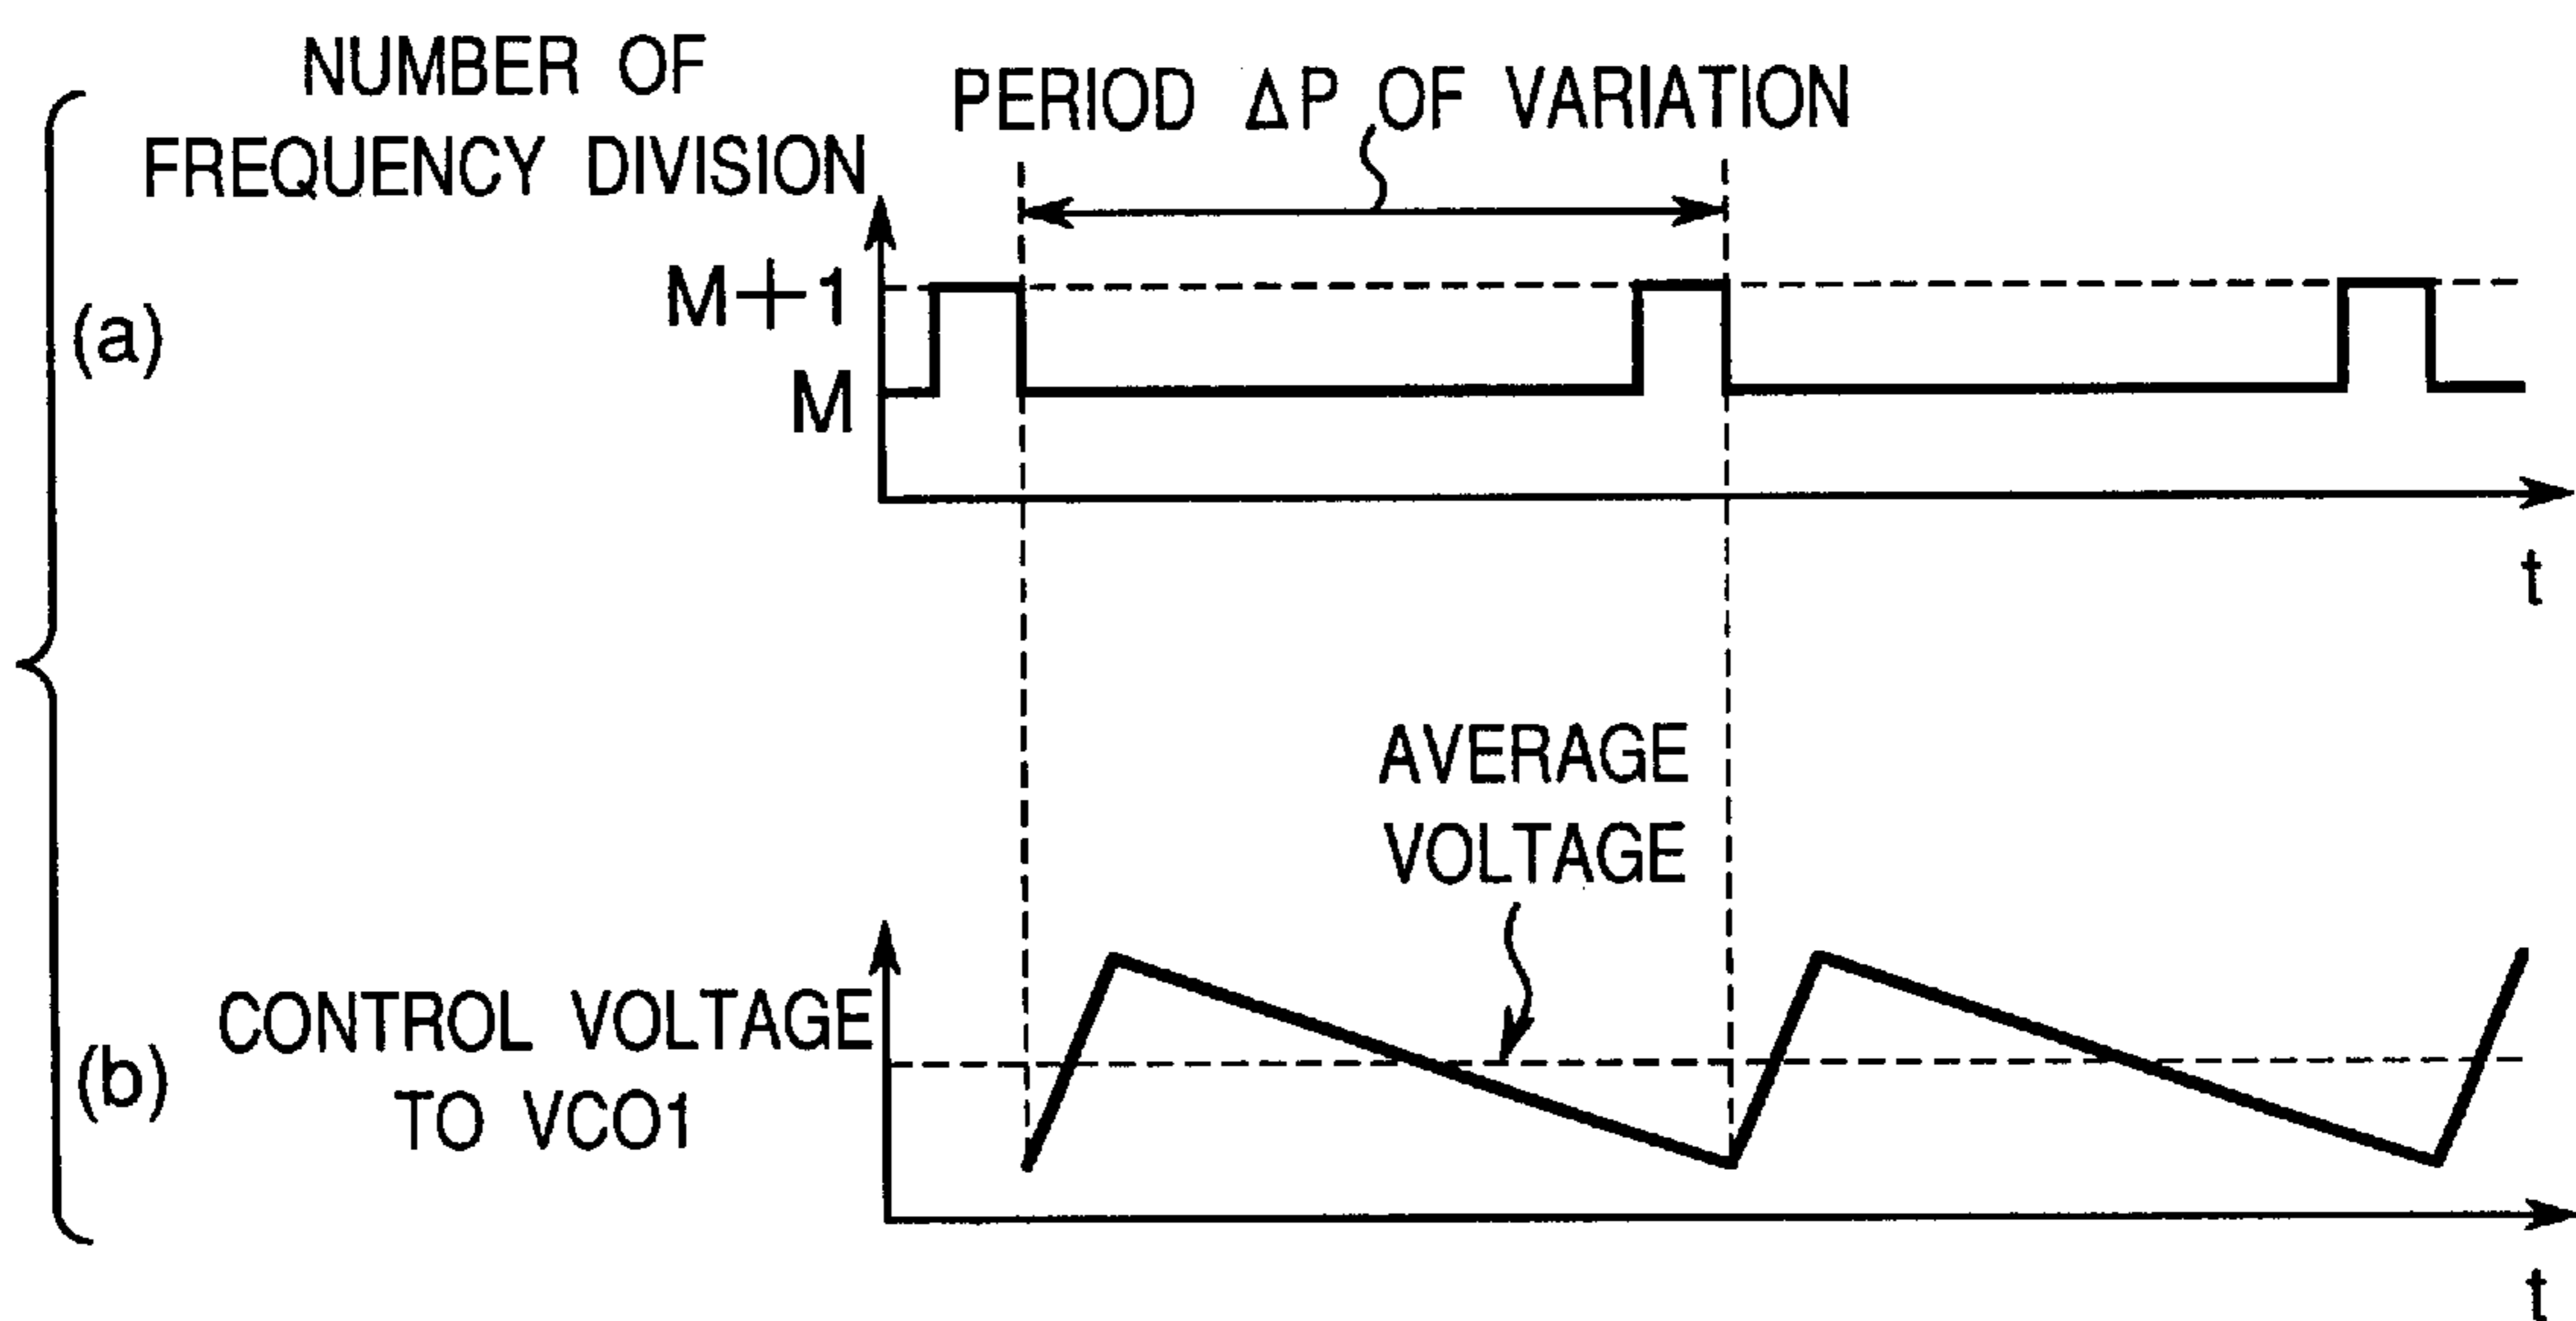 NUMBER OF
FREQUENCY DIVISION
PERIOD ΔP OF VARIATION
(a)
M+1
M
t
AVERAGE
VOLTAGE
(b)
CONTROL VOLTAGE
TO VCO1
t